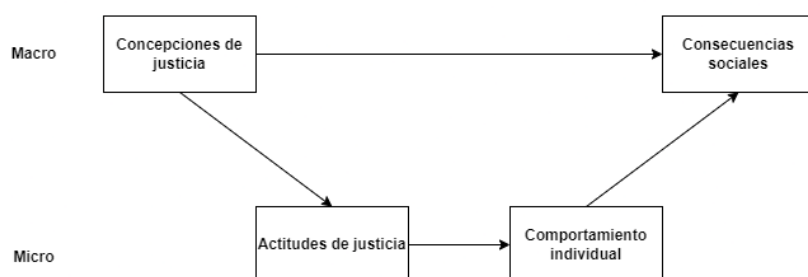 Macro
Concepciones de
justicia
Consecuencias
sociales
Micro
Actitudes de justicia
Comportamiento
individual